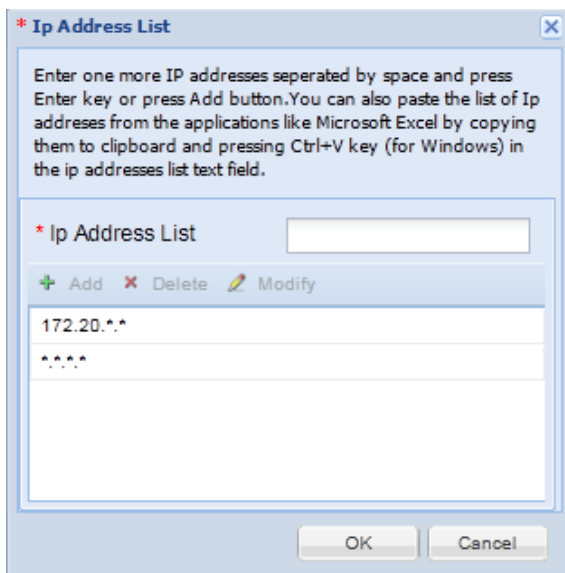 * Ip Address List
Enter one more IP addresses seperated by space and press
Enter key or press Add button.You can also paste the list of Ip
addreses from the applications like Microsoft Excel by copying
them to clipboard and pressing Ctrl+V key (for Windows) in
the ip addresses list text field.
* Ip Address List
Add Delete Modify
172.20.*.*
*.*.*.*
OK Cancel